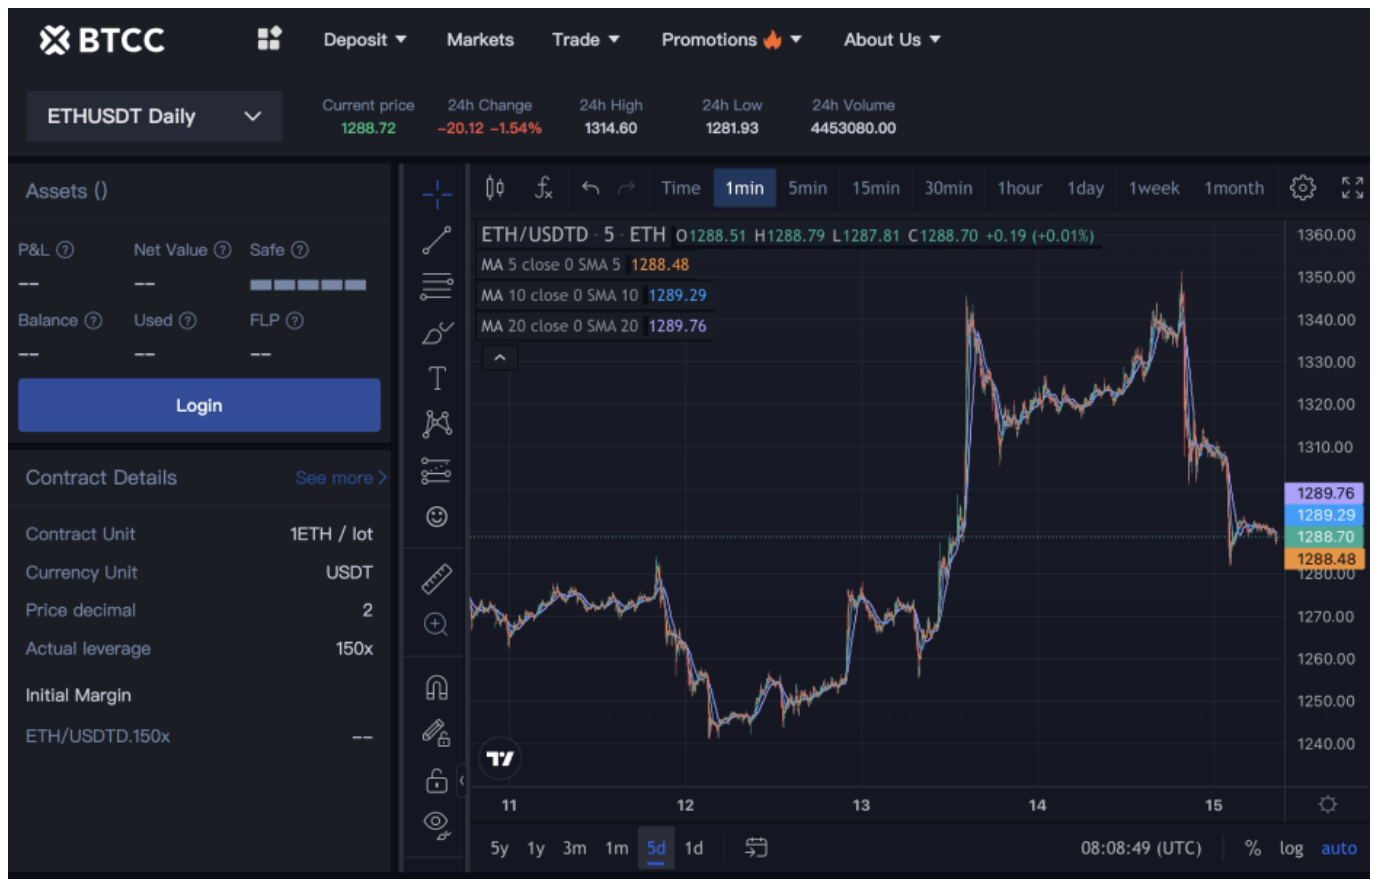 BTCC
Deposit Markets Trade Promotions About Us
ETHUSDT Daily
Current price 24h Change 24h High 24h Low 24h Volume
1288.72 −20.12 −1.54% 1314.60 1281.93 4453080.00
Assets ()
P&L ? Net Value ? Safe ?
-- --
Balance ? Used ? FLP ?
-- -- --
Login
Contract Details See more >
Contract Unit 1ETH / lot
Currency Unit USDT
Price decimal 2
Actual leverage 150x
Initial Margin
ETH/USDTD.150x --
Time 1min 5min 15min 30min 1hour 1day 1week 1month
ETH/USDTD · 5 · ETH O1288.51 H1288.79 L1287.81 C1288.70 +0.19 (+0.01%)
MA 5 close 0 SMA 5 1288.48
MA 10 close 0 SMA 10 1289.29
MA 20 close 0 SMA 20 1289.76
1360.00
1350.00
1340.00
1330.00
1320.00
1310.00
1289.76
1289.29
1288.70
1288.48
1280.00
1270.00
1260.00
1250.00
1240.00
11 12 13 14 15
5y 1y 3m 1m 5d 1d 08:08:49 (UTC) % log auto